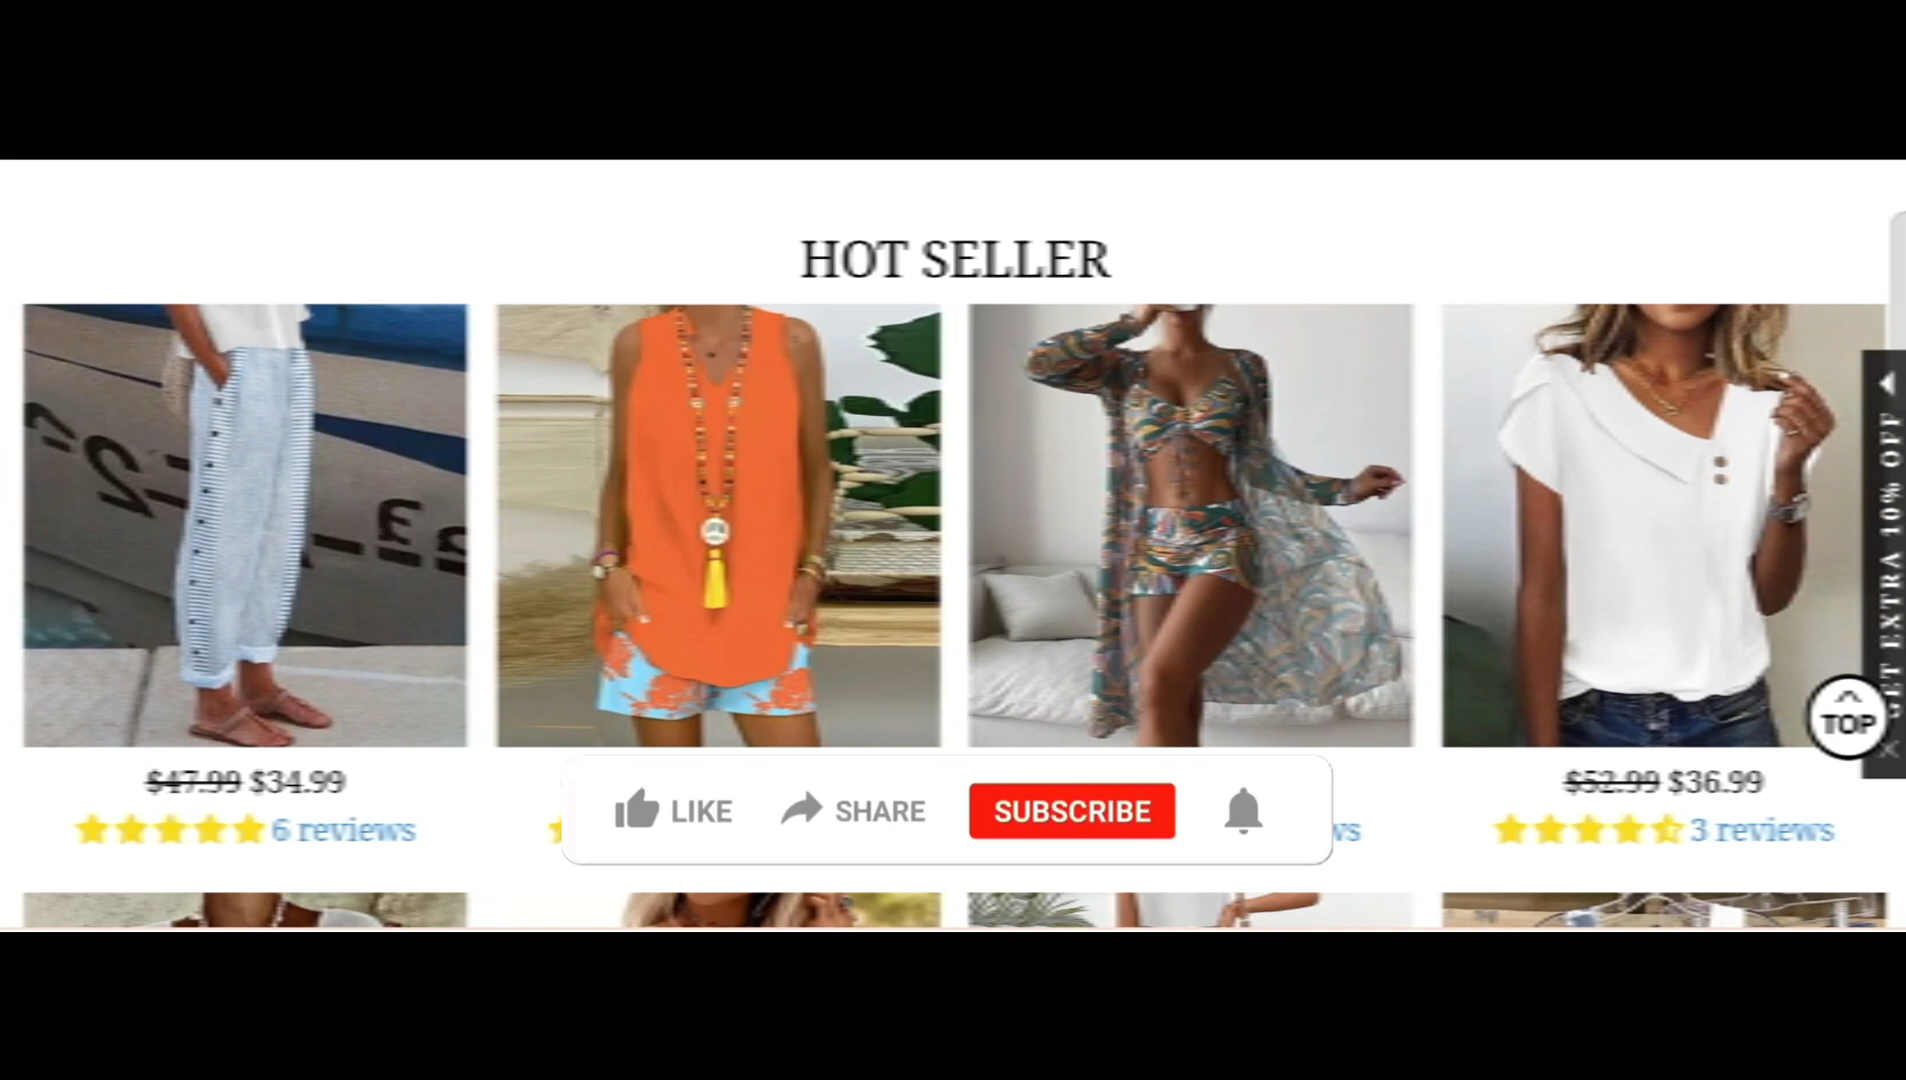 HOT SELLER
$47.99 $34.99
6 reviews
$52.99 $36.99
3 reviews
LIKE
SHARE
SUBSCRIBE
TOP
GET EXTRA 10% OFF